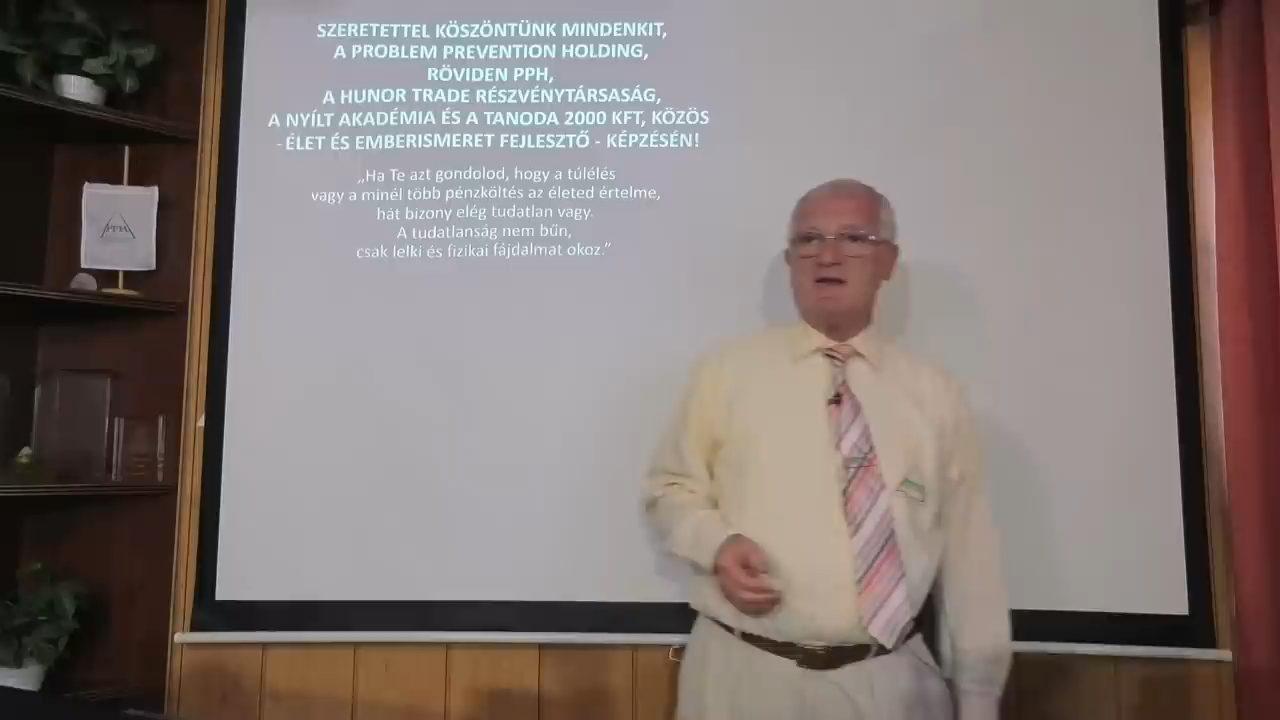 SZERETETTEL KÖSZÖNTÜNK MINDENKIT,
A PROBLEM PREVENTION HOLDING,
RÖVIDEN PPH,
A HUNOR TRADE RÉSZVÉNYTÁRSASÁG,
A NYÍLT AKADÉMIA ÉS A TANODA 2000 KFT, KÖZÖS
- ÉLET ÉS EMBERISMERET FEJLESZTŐ - KÉPZÉSÉN!
„Ha Te azt gondolod, hogy a túlélés
vagy a minél több pénzköltés az életed értelme,
hát bizony elég tudatlan vagy.
A tudatlanság nem bűn,
csak lelki és fizikai fájdalmat okoz.”